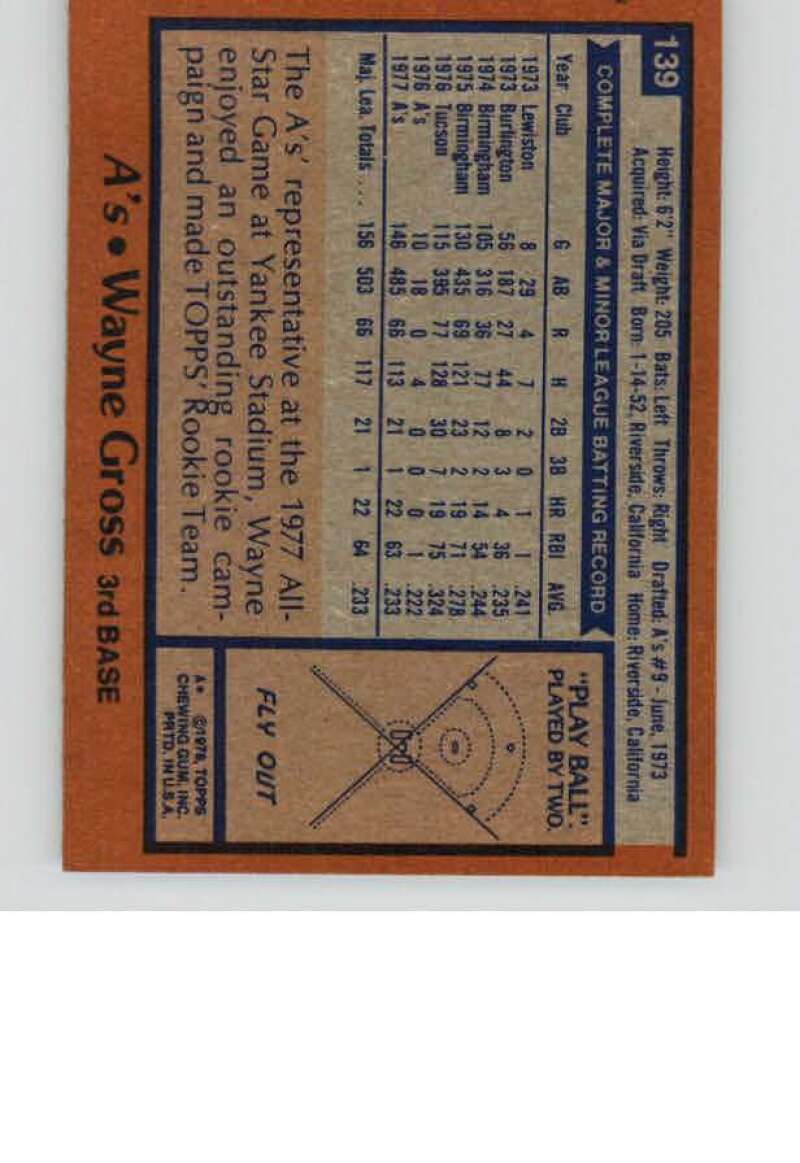 139
Height: 6'2" Weight: 205 Bats: Left Throws: Right Drafted: A's #9 - June, 1973
Acquired: Via Draft Born: 1-14-52, Riverside, California Home: Riverside, California
COMPLETE MAJOR & MINOR LEAGUE BATTING RECORD
Year Club G AB R H 2B 3B HR RBI AVG.
1973 Lewiston 8 29 4 7 2 0 1 1 .241
1973 Burlington 56 187 27 44 8 3 4 36 .235
1974 Birmingham 105 316 36 77 12 2 14 54 .244
1975 Birmingham 130 435 69 121 23 2 19 71 .278
1976 Tucson 115 395 77 128 30 7 19 75 .324
1976 A's 10 18 0 4 0 0 0 1 .222
1977 A's 146 485 66 113 21 1 22 63 .233
Maj. Lea. Totals .... 156 503 66 117 21 1 22 64 .233
The A's' representative at the 1977 All-
Star Game at Yankee Stadium, Wayne
enjoyed an outstanding rookie cam-
paign and made TOPPS' Rookie Team.
"PLAY BALL"
PLAYED BY TWO.
FLY OUT
A* ©1978, TOPPS
CHEWING GUM, INC.
PRTD. IN U.S.A.
A's • Wayne Gross 3rd BASE